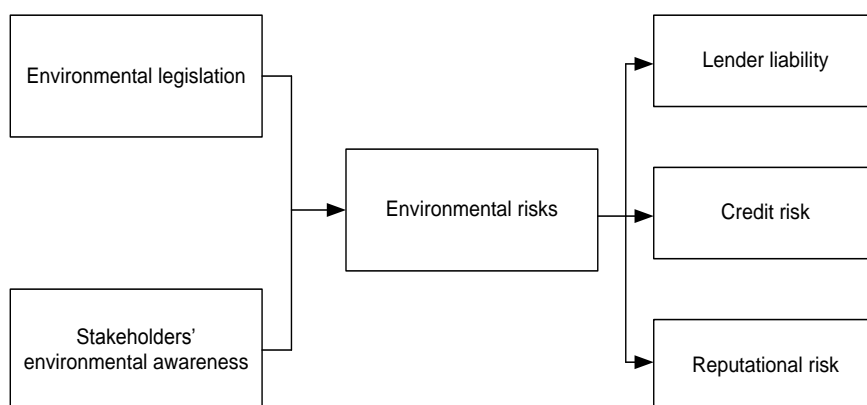 Environmental legislation
Stakeholders’
environmental awareness
Environmental risks
Lender liability
Credit risk
Reputational risk